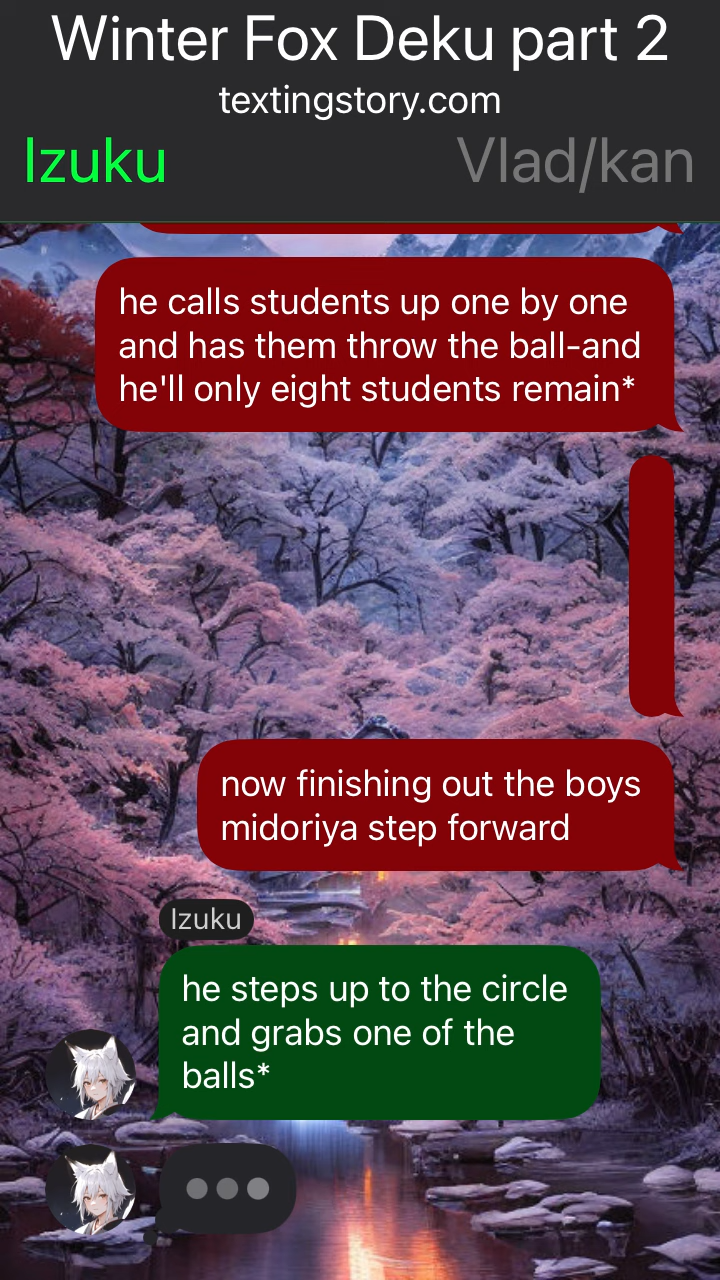 Winter Fox Deku part 2
textingstory.com
Izuku Vlad/kan
he calls students up one by one
and has them throw the ball-and
he'll only eight students remain*
now finishing out the boys
midoriya step forward
Izuku
he steps up to the circle
and grabs one of the
balls*